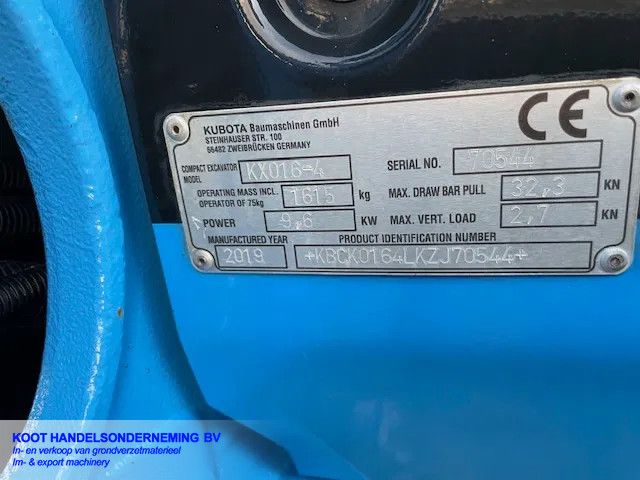 KUBOTA Baumaschinen GmbH
STEINHAUSER STR. 100
66482 ZWEIBRÜCKEN GERMANY
CE
COMPACT EXCAVATOR MODEL KX016-4
SERIAL NO. 70544
OPERATING MASS INCL. OPERATOR OF 75kg 1615 kg
MAX. DRAW BAR PULL 32,3 KN
POWER 9,6 KW
MAX. VERT. LOAD 2,7 KN
MANUFACTURED YEAR PRODUCT IDENTIFICATION NUMBER
2019 *KBCK0164LKZJ70544*
KOOT HANDELSONDERNEMING BV
In- en verkoop van grondverzetmaterieel
Im- & export machinery